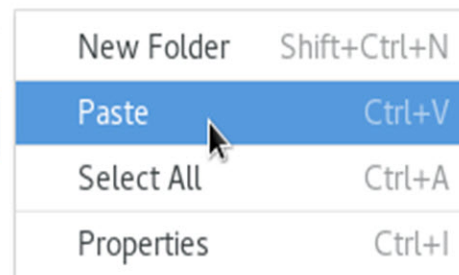 New Folder Shift+Ctrl+N
Paste Ctrl+V
Select All Ctrl+A
Properties Ctrl+I